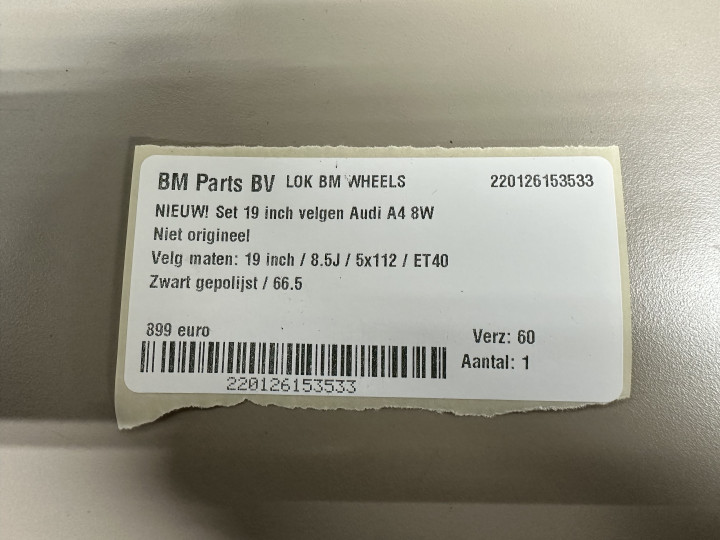 BM Parts BV LOK BM WHEELS 220126153533
NIEUW! Set 19 inch velgen Audi A4 8W
Niet origineel
Velg maten: 19 inch / 8.5J / 5x112 / ET40
Zwart gepolijst / 66.5
899 euro
Verz: 60
Aantal: 1
220126153533